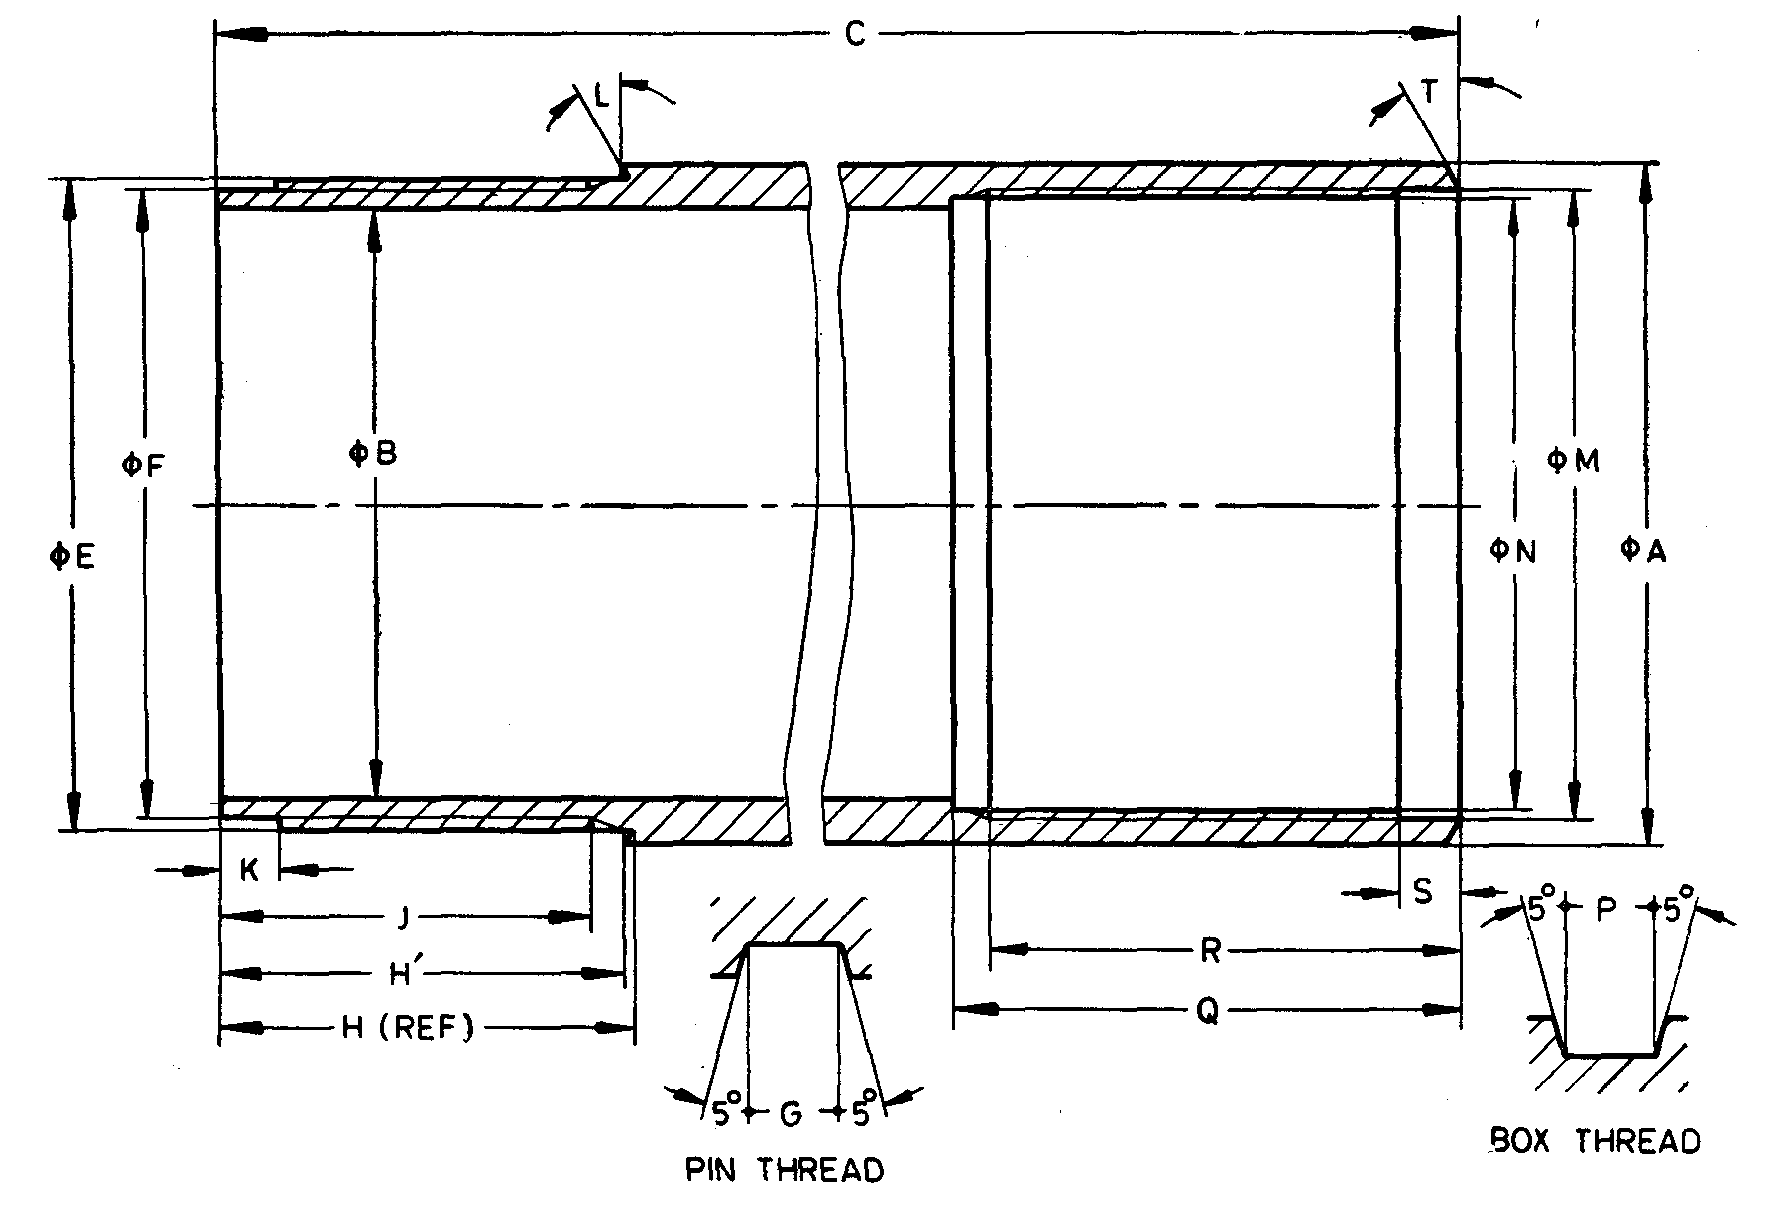 C
L
T
ΦF
ΦB
ΦM
ΦE
ΦN
ΦA
K
S
J
5° P 5°
R
H′
Q
H (REF)
5° G 5°
BOX THREAD
PIN THREAD